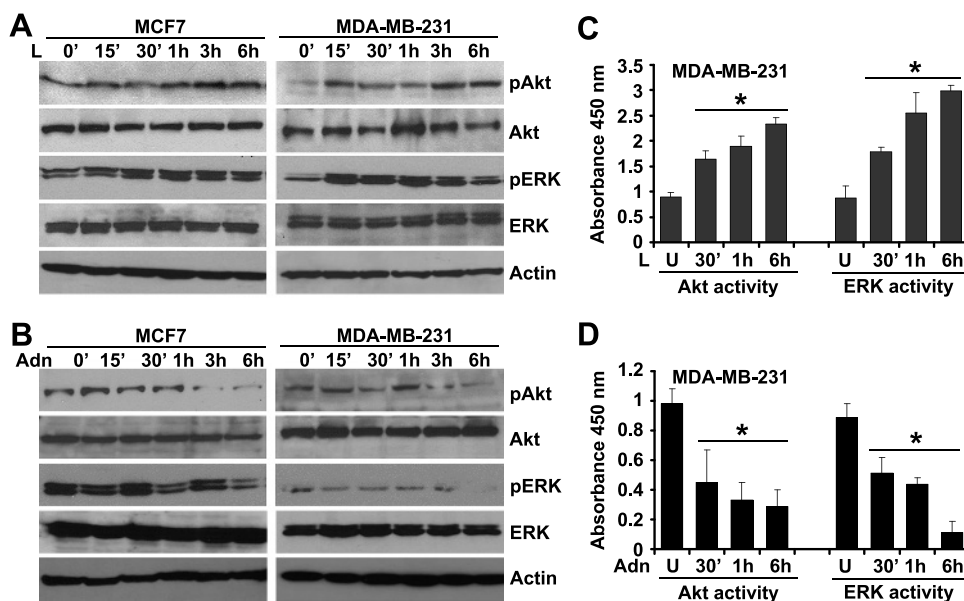 A
MCF7
MDA-MB-231
L 0’ 15’ 30’ 1h 3h 6h 0’ 15’ 30’ 1h 3h 6h
pAkt
Akt
pERK
ERK
Actin
B
MCF7
MDA-MB-231
Adn 0’ 15’ 30’ 1h 3h 6h 0’ 15’ 30’ 1h 3h 6h
pAkt
Akt
pERK
ERK
Actin
C
MDA-MB-231
Absorbance 450 nm
3.5
3
2.5
2
1.5
1
0.5
0
*
*
L U 30’ 1h 6h U 30’ 1h 6h
Akt activity
ERK activity
D
MDA-MB-231
Absorbance 450 nm
1.2
1
0.8
0.6
0.4
0.2
0
*
*
Adn U 30’ 1h 6h U 30’ 1h 6h
Akt activity
ERK activity